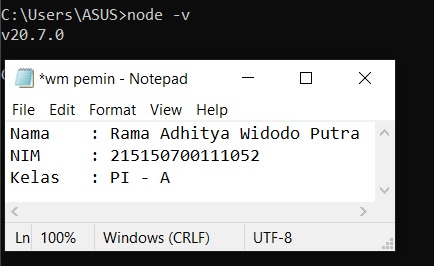 C:\Users\ASUS>node -v
v20.7.0
*wm pemin - Notepad
File Edit Format View Help
Nama : Rama Adhitya Widodo Putra
NIM : 215150700111052
Kelas : PI - A
Ln 100% Windows (CRLF) UTF-8